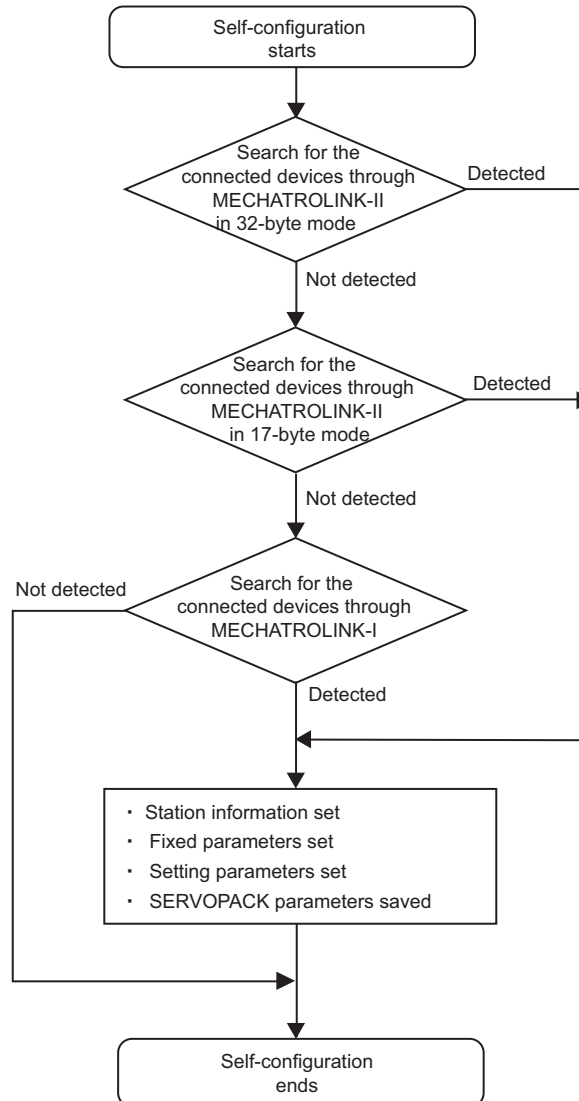 Self-configuration
starts
Search for the
connected devices through
MECHATROLINK-II
in 32-byte mode
Detected
Not detected
Search for the
connected devices through
MECHATROLINK-II
in 17-byte mode
Detected
Not detected
Not detected
Search for the
connected devices through
MECHATROLINK-I
Detected
・ Station information set
・ Fixed parameters set
・ Setting parameters set
・ SERVOPACK parameters saved
Self-configuration
ends